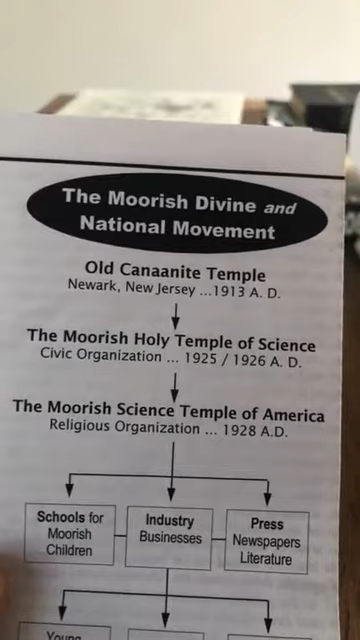 The Moorish Divine and
National Movement
Old Canaanite Temple
Newark, New Jersey ...1913 A. D.
The Moorish Holy Temple of Science
Civic Organization ... 1925 / 1926 A. D.
The Moorish Science Temple of America
Religious Organization ... 1928 A.D.
Schools for
Moorish
Children
Industry
Businesses
Press
Newspapers
Literature
Young